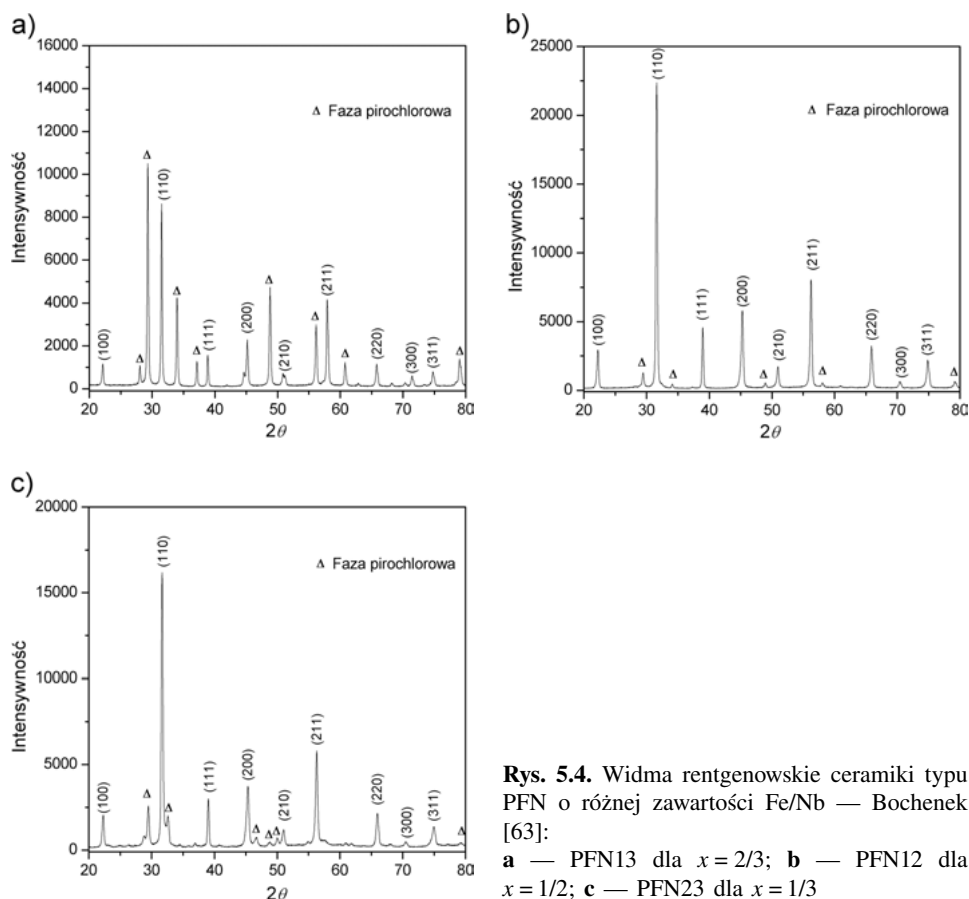 a)
16000
14000
12000
10000
8000
6000
4000
2000
0
Intensywność
Δ Faza pirochlorowa
(100)
Δ
Δ
(110)
Δ
Δ
(111)
(200)
Δ
(210)
Δ
(211)
Δ
(220)
(300)
(311)
Δ
20 30 40 50 60 70 80
2θ
b)
25000
20000
15000
10000
5000
0
Intensywność
Δ Faza pirochlorowa
(100)
Δ
(110)
Δ
(111)
(200)
Δ
(210)
(211)
Δ
(220)
(300)
(311)
Δ
20 30 40 50 60 70 80
2θ
c)
20000
15000
10000
5000
0
Intensywność
Δ Faza pirochlorowa
(100)
Δ
(110)
Δ
(111)
(200)
Δ
Δ
Δ
(210)
(211)
(220)
(300)
(311)
Δ
20 30 40 50 60 70 80
2θ
Rys. 5.4. Widma rentgenowskie ceramiki typu
PFN o różnej zawartości Fe/Nb — Bochenek
[63]:
a — PFN13 dla x = 2/3; b — PFN12 dla
x = 1/2; c — PFN23 dla x = 1/3